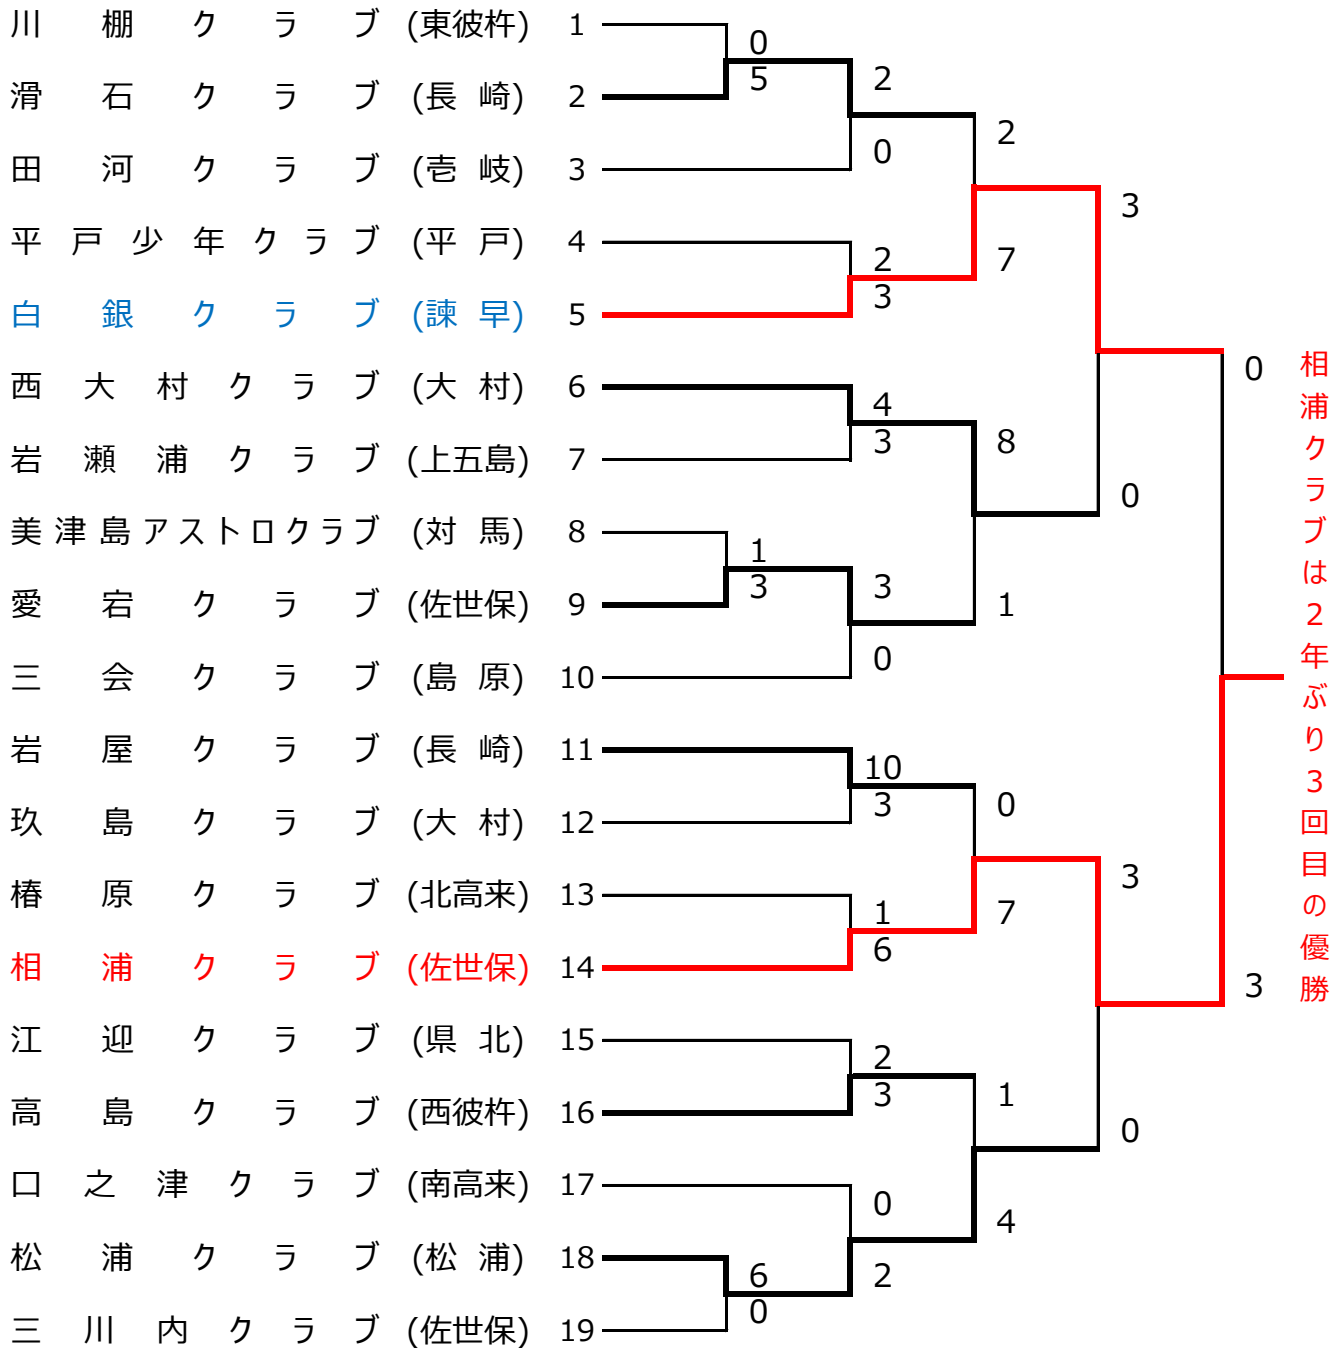 川棚クラブ (東彼杵) 1
滑石クラブ (長崎) 2
田河クラブ (壱岐) 3
平戸少年クラブ (平戸) 4
白銀クラブ (諫早) 5
西大村クラブ (大村) 6
岩瀬浦クラブ (上五島) 7
美津島アストロクラブ (対馬) 8
愛宕クラブ (佐世保) 9
三会クラブ (島原) 10
岩屋クラブ (長崎) 11
玖島クラブ (大村) 12
椿原クラブ (北高来) 13
相浦クラブ (佐世保) 14
江迎クラブ (県北) 15
高島クラブ (西彼杵) 16
口之津クラブ (南高来) 17
松浦クラブ (松浦) 18
三川内クラブ (佐世保) 19
0
5
1
3
6
0
2
0
2
3
4
3
3
0
10
3
1
6
2
3
0
2
2
7
8
1
0
7
1
4
3
0
3
0
0
3
相浦クラブは2年ぶり3回目の優勝